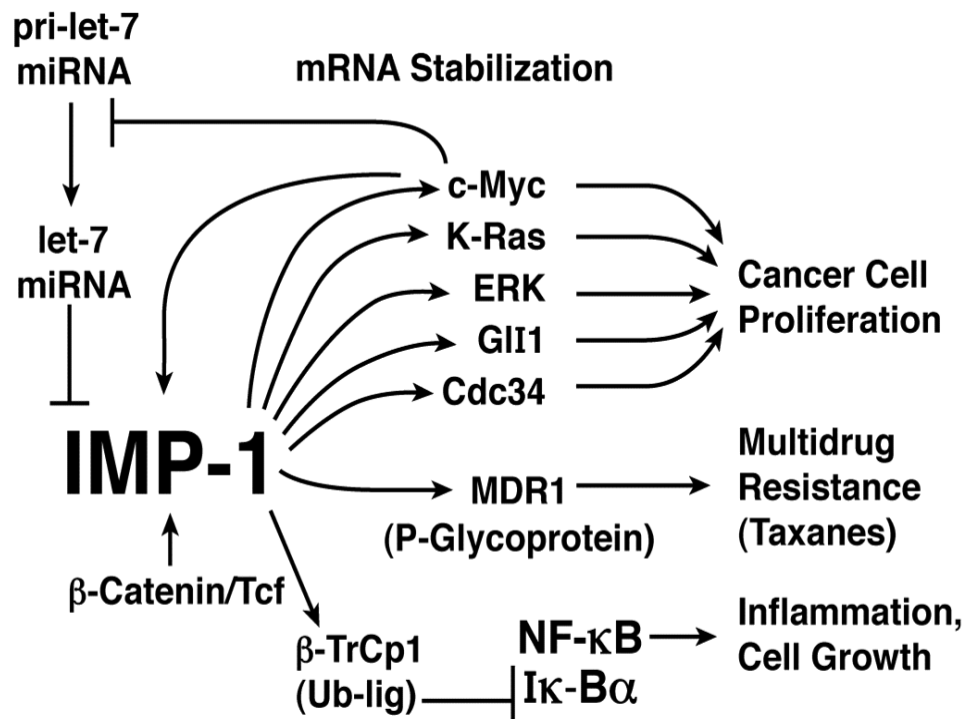 pri-let-7
miRNA
mRNA Stabilization
c-Myc
K-Ras
let-7
miRNA
ERK
GlI1
Cdc34
Cancer Cell
Proliferation
IMP-1
MDR1
(P-Glycoprotein)
Multidrug
Resistance
(Taxanes)
β-Catenin/Tcf
β-TrCp1
(Ub-lig)
NF-κB
Iκ-Bα
Inflammation,
Cell Growth